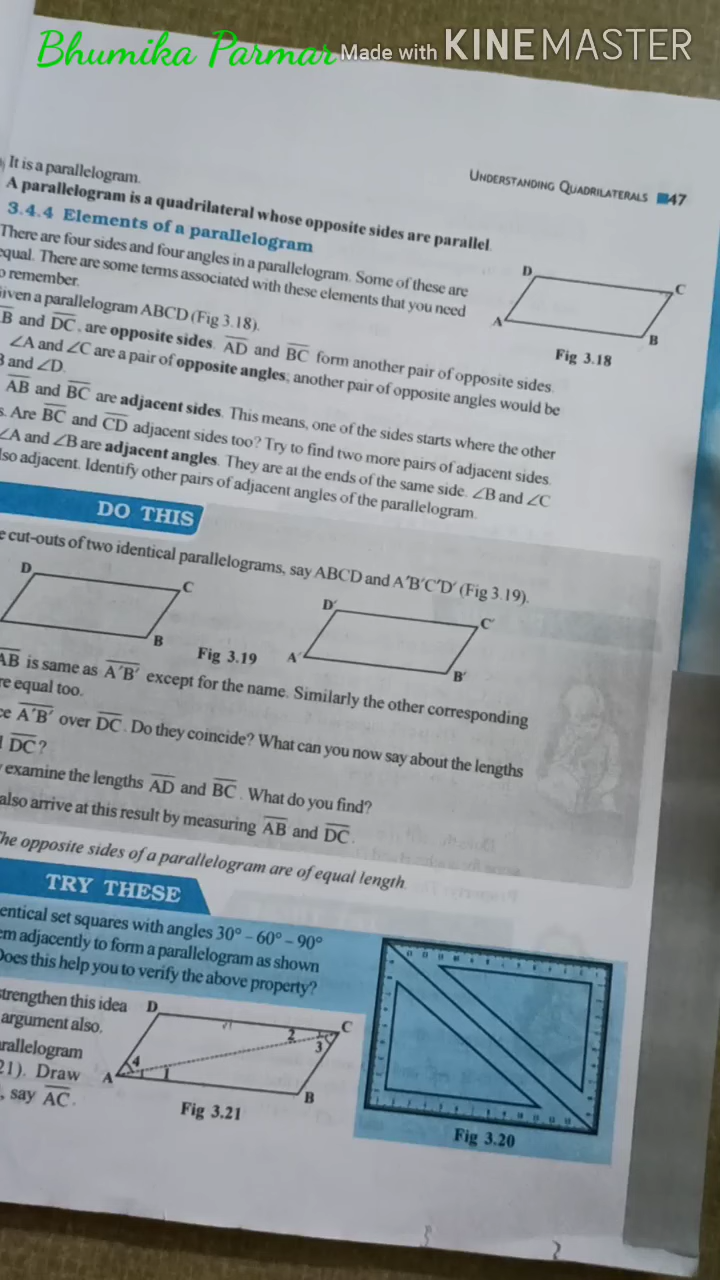 Bhumika Parmar Made with KINEMASTER
UNDERSTANDING QUADRILATERALS 47
It is a parallelogram.
A parallelogram is a quadrilateral whose opposite sides are parallel.
3.4.4 Elements of a parallelogram
There are four sides and four angles in a parallelogram. Some of these are
equal. There are some terms associated with these elements that you need
o remember.
iven a parallelogram ABCD (Fig 3.18).
B and DC, are opposite sides. AD and BC form another pair of opposite sides.
∠A and ∠C are a pair of opposite angles; another pair of opposite angles would be
B and ∠D.
AB and BC are adjacent sides. This means, one of the sides starts where the other
s. Are BC and CD adjacent sides too? Try to find two more pairs of adjacent sides.
∠A and ∠B are adjacent angles. They are at the ends of the same side. ∠B and ∠C
lso adjacent. Identify other pairs of adjacent angles of the parallelogram.
D
C
A
B
Fig 3.18
DO THIS
e cut-outs of two identical parallelograms, say ABCD and A′B′C′D′ (Fig 3.19).
D
C
B
Fig 3.19
D′
C′
A′
B′
AB is same as A′B′ except for the name. Similarly the other corresponding
re equal too.
ce A′B′ over DC. Do they coincide? What can you now say about the lengths
DC?
examine the lengths AD and BC. What do you find?
also arrive at this result by measuring AB and DC.
he opposite sides of a parallelogram are of equal length.
TRY THESE
entical set squares with angles 30° – 60° – 90°
em adjacently to form a parallelogram as shown
Does this help you to verify the above property?
strengthen this idea
argument also.
rallelogram
21). Draw
, say AC.
D
C
2
3
4
A
1
B
Fig 3.21
Fig 3.20